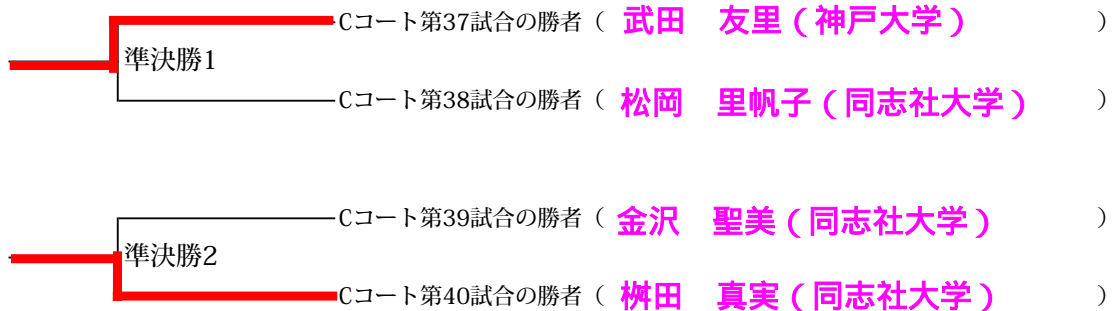 Cコート第37試合の勝者（ 武田　友里（神戸大学） ）
準決勝1
Cコート第38試合の勝者（ 松岡　里帆子（同志社大学） ）
Cコート第39試合の勝者（ 金沢　聖美（同志社大学） ）
準決勝2
Cコート第40試合の勝者（ 桝田　真実（同志社大学） ）